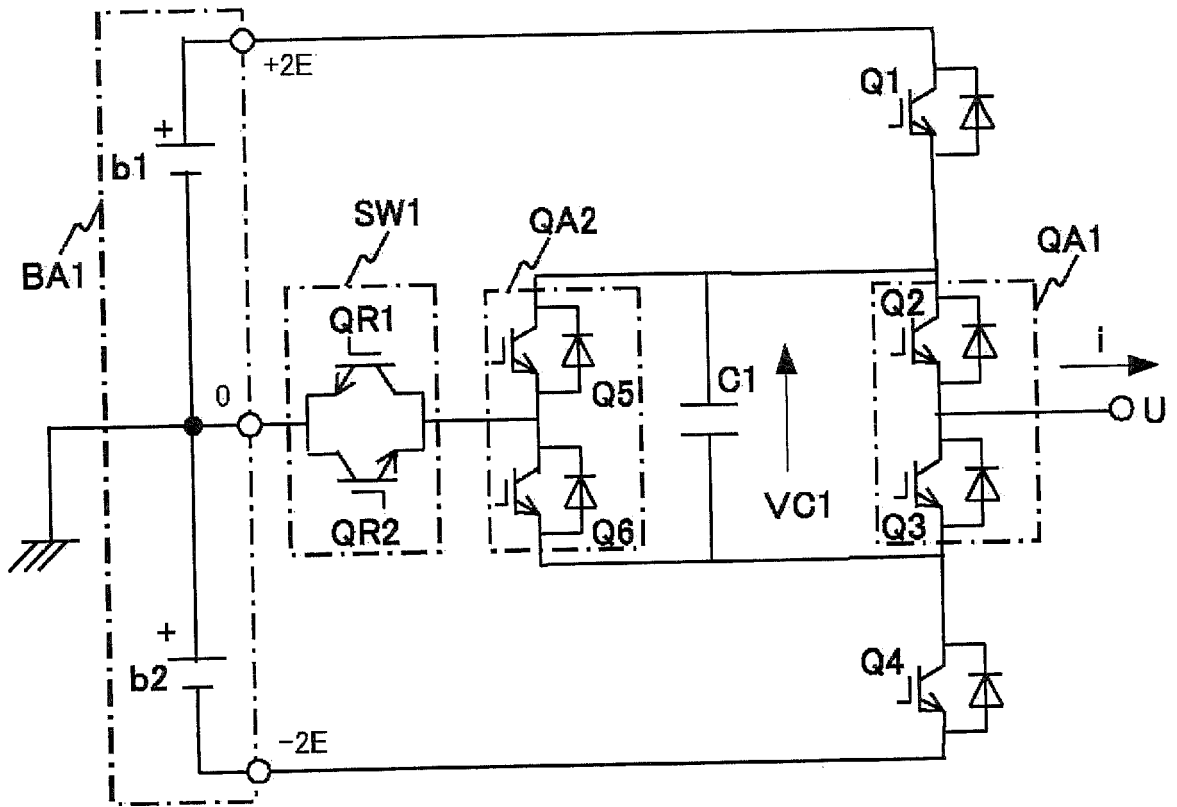 +2E
Q1
+
b1
SW1
QA2
QA1
BA1
QR1
Q2
i
0
Q5
C1
U
VC1
QR2
Q6
Q3
+
b2
Q4
-2E